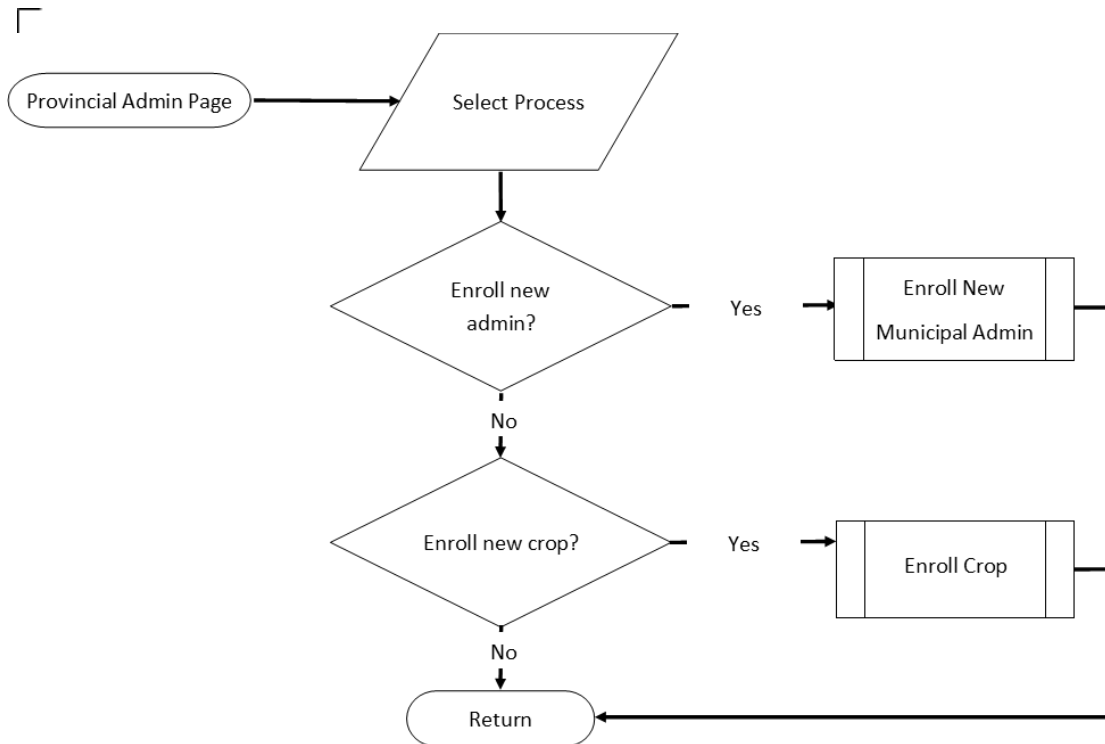 Provincial Admin Page
Select Process
Enroll new
admin?
Yes
Enroll New
Municipal Admin
No
Enroll new crop?
Yes
Enroll Crop
No
Return